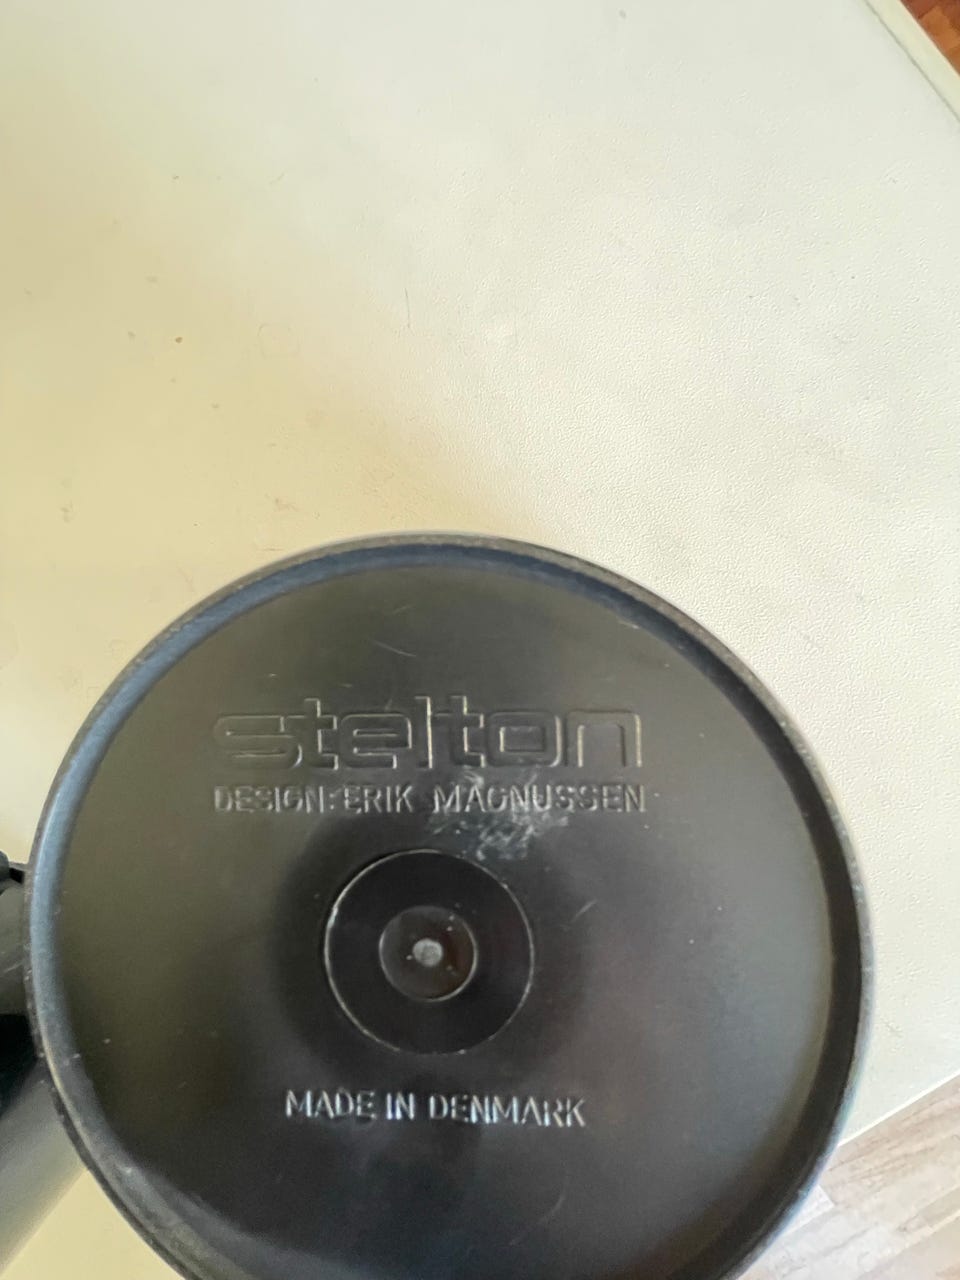 stelton
DESIGN:ERIK MAGNUSSEN
MADE IN DENMARK